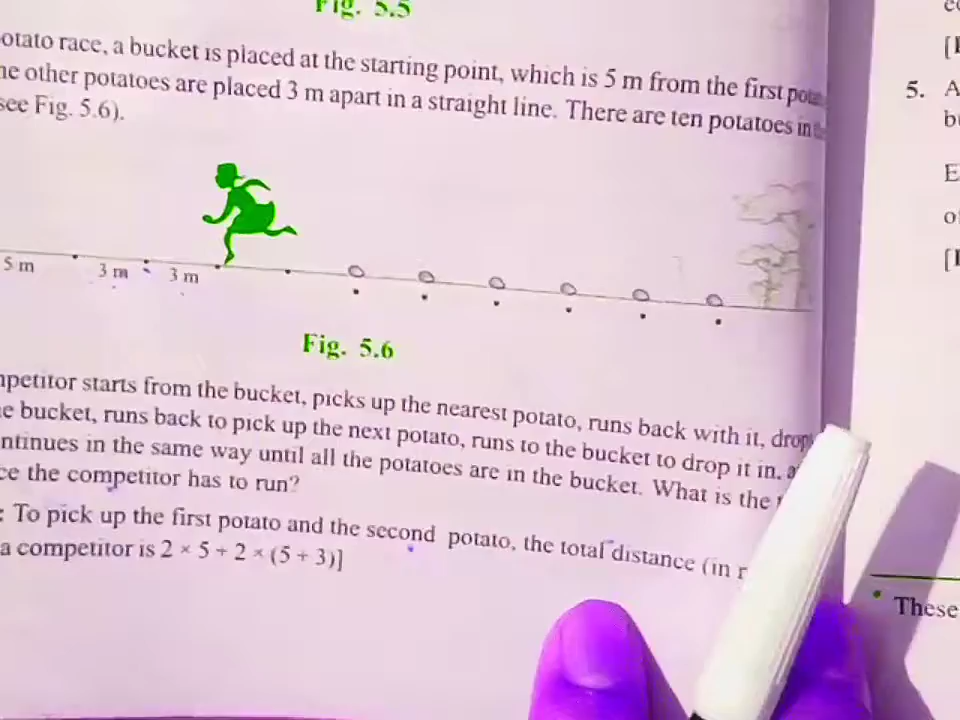 Fig. 5.5
otato race, a bucket is placed at the starting point, which is 5 m from the first
he other potatoes are placed 3 m apart in a straight line. There are ten potatoes in
see Fig. 5.6).
5 m
3 m
3 m
Fig. 5.6
mpetitor starts from the bucket, picks up the nearest potato, runs back with it, drop
e bucket, runs back to pick up the next potato, runs to the bucket to drop it in,
ntinues in the same way until all the potatoes are in the bucket. What is the
ce the competitor has to run?
: To pick up the first potato and the second potato, the total distance (in
a competitor is 2 × 5 + 2 × (5 + 3)]
5. A
These